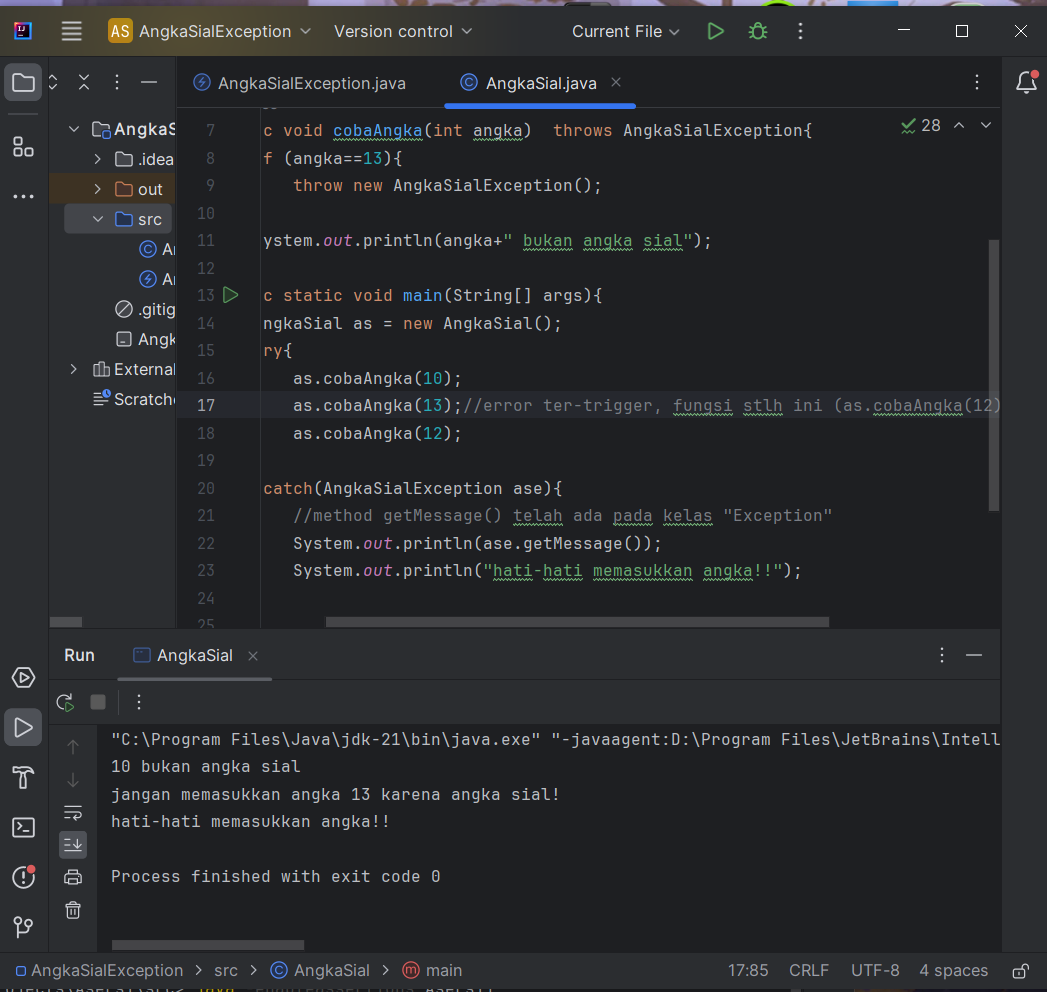 AS AngkaSialException Version control Current File
AngkaSialException.java AngkaSial.java
AngkaS
.idea
out
src
Ar
Ar
.gitig
Angk
External
Scratche
28
7 c void cobaAngka(int angka) throws AngkaSialException{
8 f (angka==13){
9 throw new AngkaSialException();
10
11 ystem.out.println(angka+" bukan angka sial");
12
13 c static void main(String[] args){
14 ngkaSial as = new AngkaSial();
15 ry{
16 as.cobaAngka(10);
17 as.cobaAngka(13);//error ter-trigger, fungsi stlh ini (as.cobaAngka(12)
18 as.cobaAngka(12);
19
20 catch(AngkaSialException ase){
21 //method getMessage() telah ada pada kelas "Exception"
22 System.out.println(ase.getMessage());
23 System.out.println("hati-hati memasukkan angka!!");
24
25
Run AngkaSial
"C:\Program Files\Java\jdk-21\bin\java.exe" "-javaagent:D:\Program Files\JetBrains\Intell
10 bukan angka sial
jangan memasukkan angka 13 karena angka sial!
hati-hati memasukkan angka!!
Process finished with exit code 0
AngkaSialException > src > AngkaSial > main 17:85 CRLF UTF-8 4 spaces